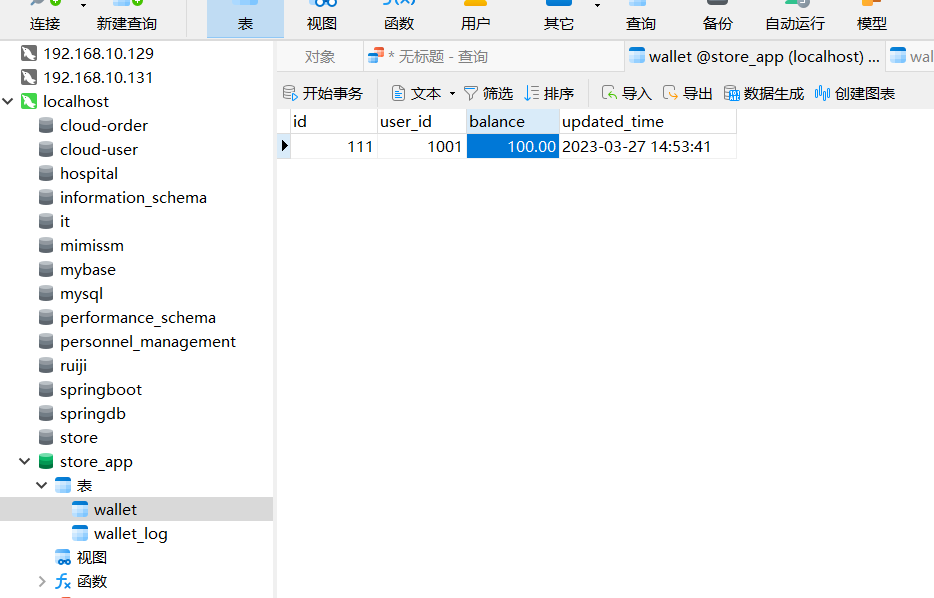 连接 新建查询 表 视图 函数 用户 其它 查询 备份 自动运行 模型
192.168.10.129
192.168.10.131
localhost
cloud-order
cloud-user
hospital
information_schema
it
mimissm
mybase
mysql
performance_schema
personnel_management
ruiji
springboot
springdb
store
store_app
表
wallet
wallet_log
视图
fx 函数
对象 * 无标题 - 查询 wallet @store_app (localhost) ... wal
开始事务 文本 筛选 排序 导入 导出 数据生成 创建图表
id user_id balance updated_time
111 1001 100.00 2023-03-27 14:53:41